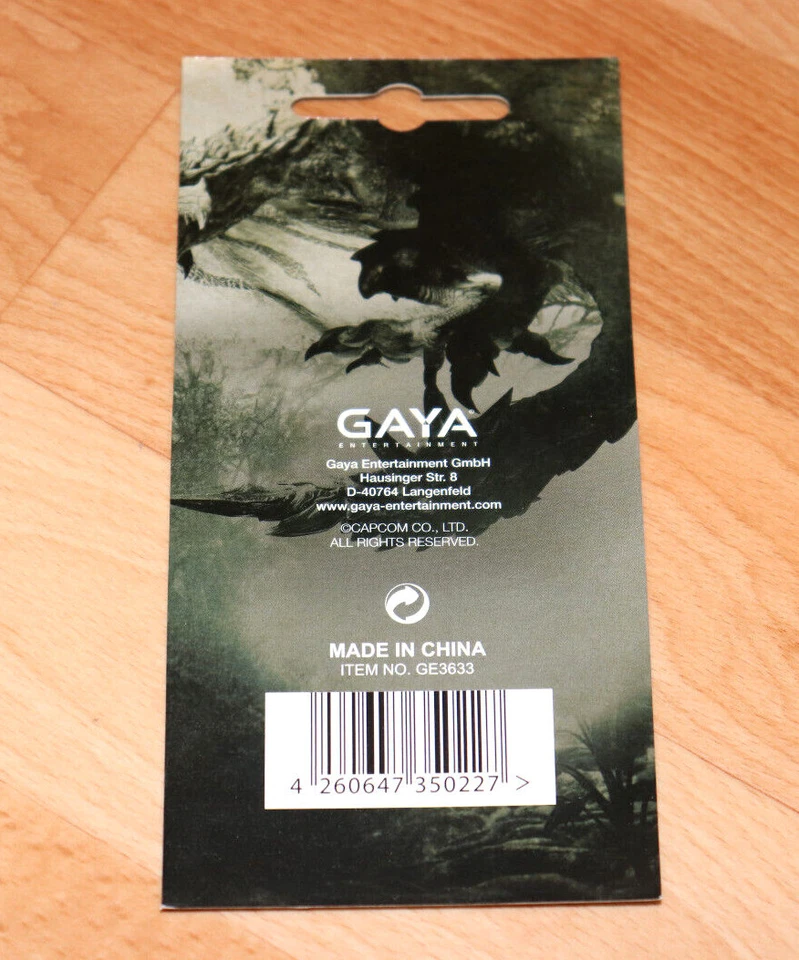 GAYA®
ENTERTAINMENT
Gaya Entertainment GmbH
Hausinger Str. 8
D-40764 Langenfeld
www.gaya-entertainment.com
©CAPCOM CO., LTD.
ALL RIGHTS RESERVED.
MADE IN CHINA
ITEM NO. GE3633
4 260647 350227 >